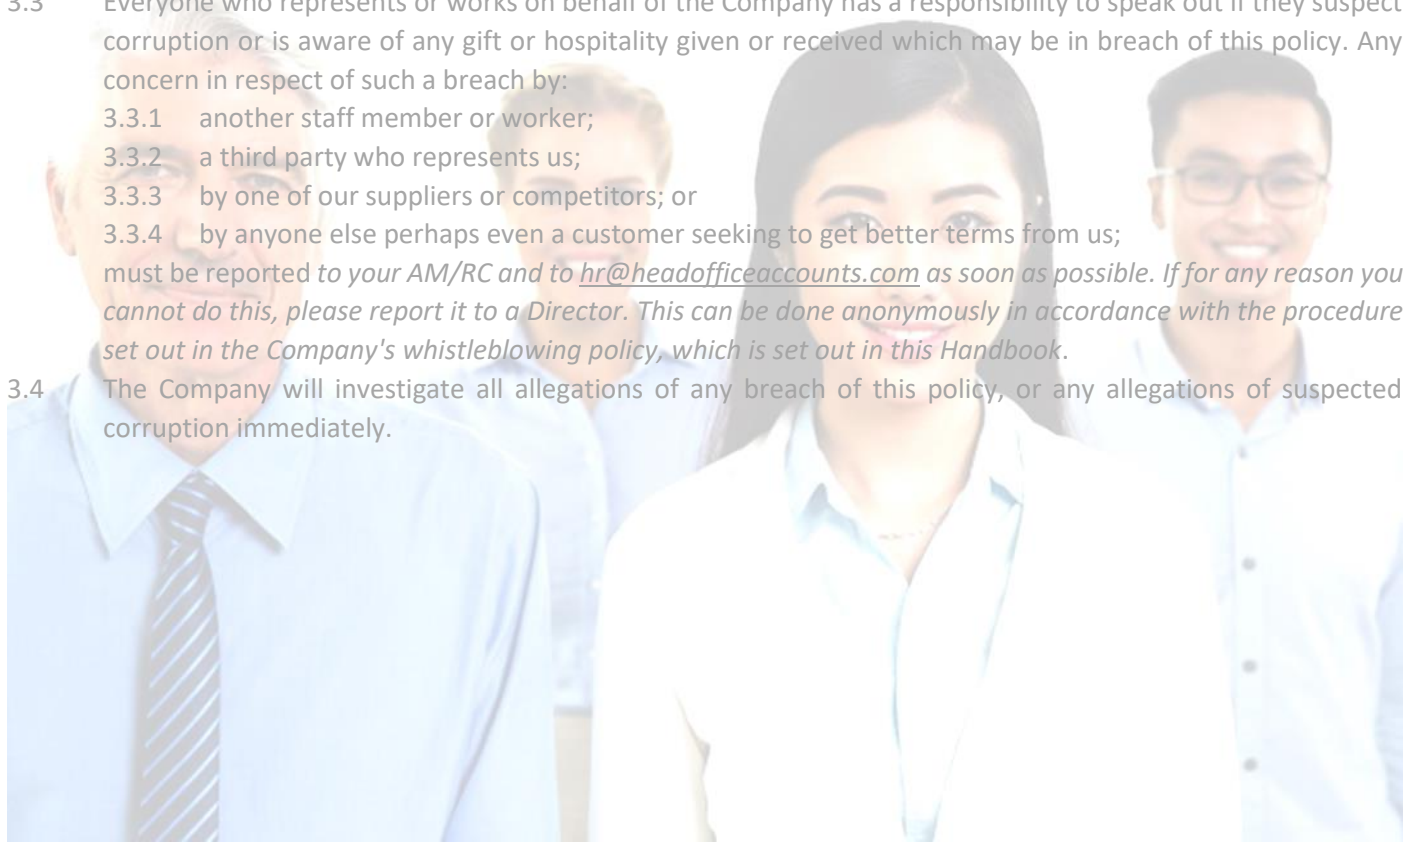 3.3 Everyone who represents or works on behalf of the Company has a responsibility to speak out if they suspect
corruption or is aware of any gift or hospitality given or received which may be in breach of this policy. Any
concern in respect of such a breach by:
3.3.1 another staff member or worker;
3.3.2 a third party who represents us;
3.3.3 by one of our suppliers or competitors; or
3.3.4 by anyone else perhaps even a customer seeking to get better terms from us;
must be reported to your AM/RC and to hr@headofficeaccounts.com as soon as possible. If for any reason you
cannot do this, please report it to a Director. This can be done anonymously in accordance with the procedure
set out in the Company's whistleblowing policy, which is set out in this Handbook.
3.4 The Company will investigate all allegations of any breach of this policy, or any allegations of suspected
corruption immediately.